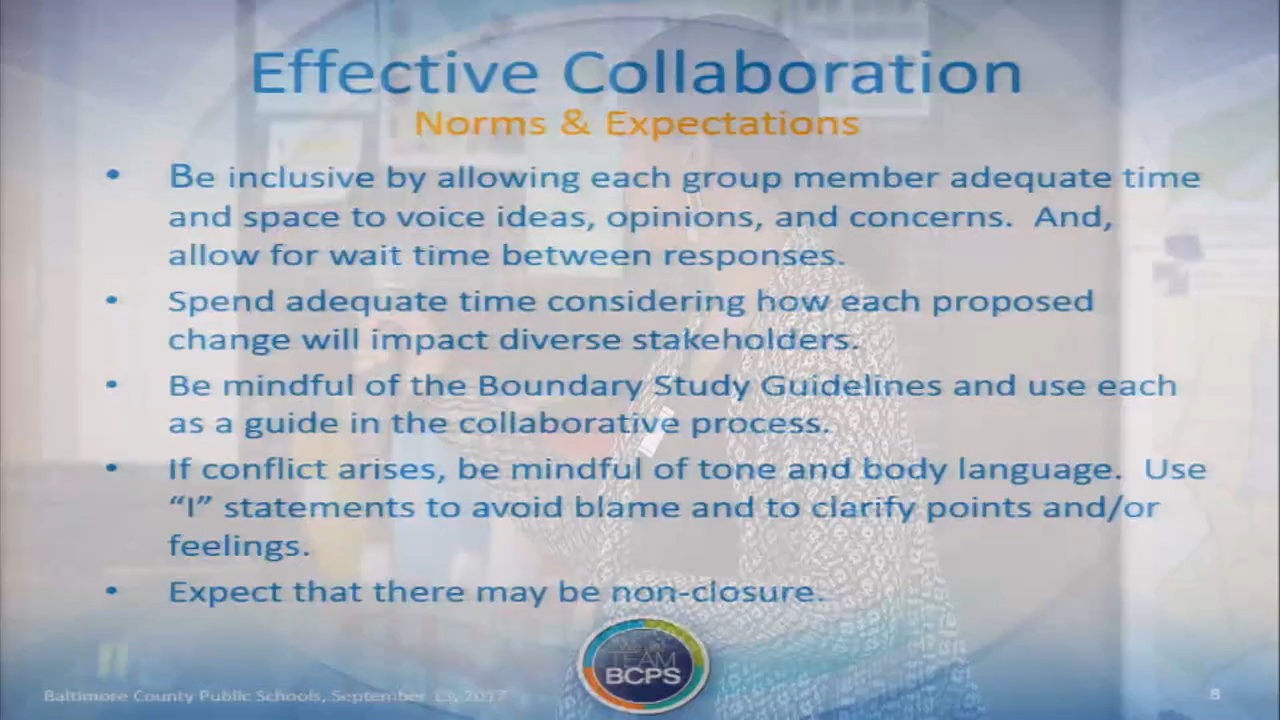 Effective Collaboration
Norms & Expectations
• Be inclusive by allowing each group member adequate time
and space to voice ideas, opinions, and concerns. And,
allow for wait time between responses.
• Spend adequate time considering how each proposed
change will impact diverse stakeholders.
• Be mindful of the Boundary Study Guidelines and use each
as a guide in the collaborative process.
• If conflict arises, be mindful of tone and body language. Use
“I” statements to avoid blame and to clarify points and/or
feelings.
• Expect that there may be non-closure.
TEAM
BCPS
Baltimore County Public Schools, September 13, 2017
8